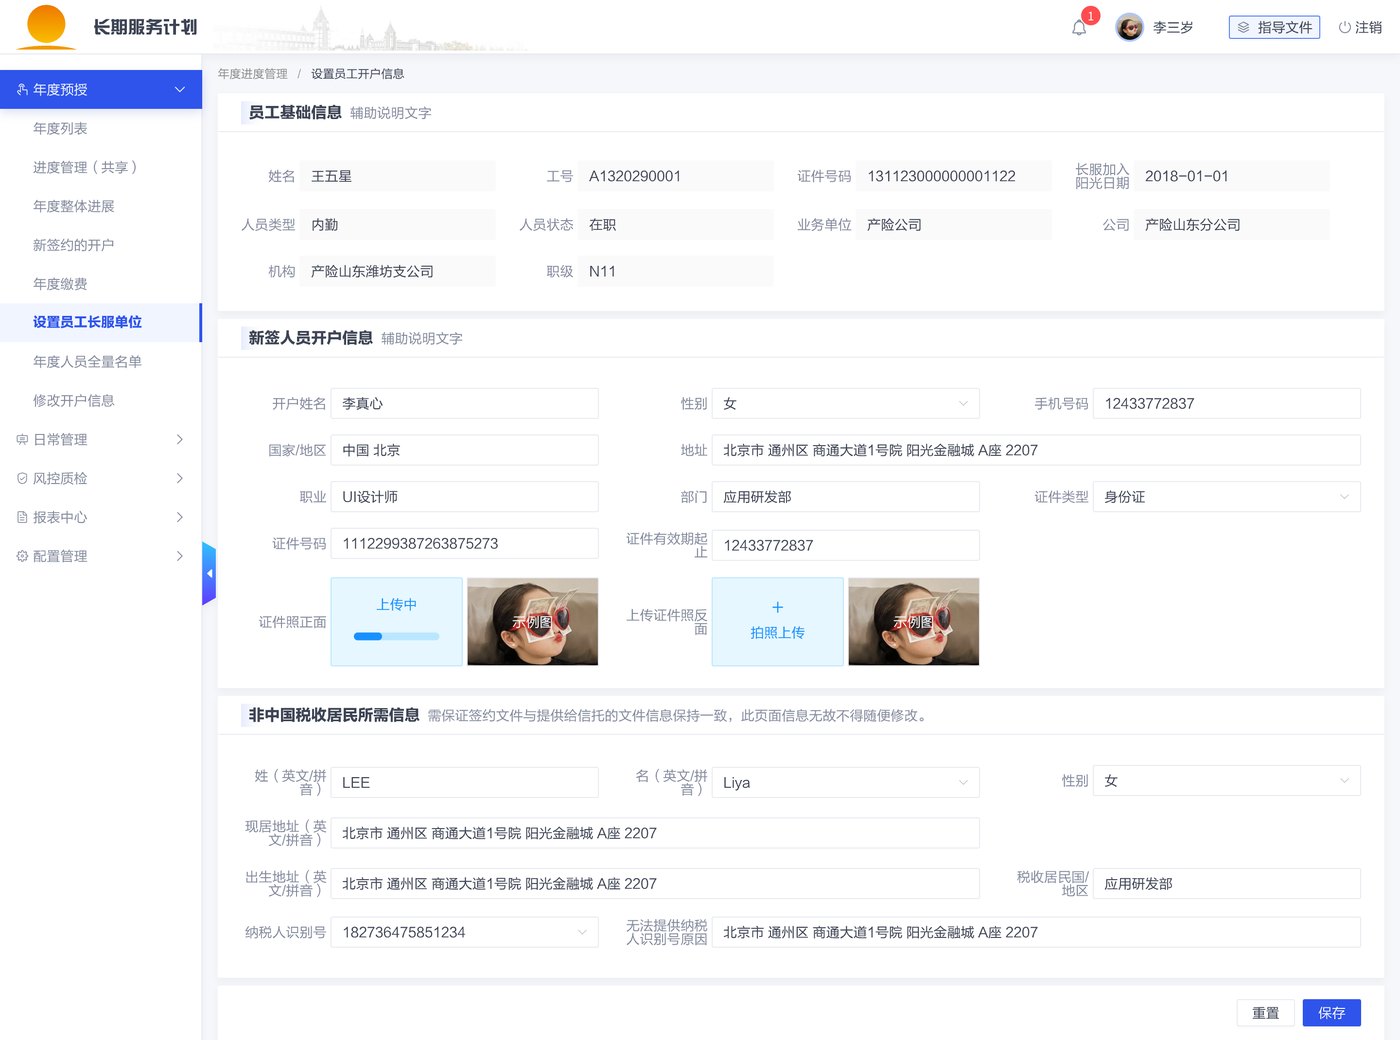 长期服务计划
1
李三岁
指导文件
注销
年度预授
年度列表
进度管理（共享）
年度整体进展
新签约的开户
年度缴费
设置员工长服单位
年度人员全量名单
修改开户信息
日常管理
风控质检
报表中心
配置管理
年度进度管理 / 设置员工开户信息
员工基础信息 辅助说明文字
姓名 王五星 工号 A1320290001 证件号码 131123000000001122 长服加入
阳光日期 2018-01-01
人员类型 内勤 人员状态 在职 业务单位 产险公司 公司 产险山东分公司
机构 产险山东潍坊支公司 职级 N11
新签人员开户信息 辅助说明文字
开户姓名 李真心 性别 女 手机号码 12433772837
国家/地区 中国 北京 地址 北京市 通州区 商通大道1号院 阳光金融城 A座 2207
职业 UI设计师 部门 应用研发部 证件类型 身份证
证件号码 1112299387263875273 证件有效期起
止 12433772837
证件照正面 上传中 示例图 上传证件照反
面 拍照上传 示例图
非中国税收居民所需信息 需保证签约文件与提供给信托的文件信息保持一致，此页面信息无故不得随便修改。
姓（英文/拼
音） LEE 名（英文/拼
音） Liya 性别 女
现居地址（英
文/拼音） 北京市 通州区 商通大道1号院 阳光金融城 A座 2207
出生地址（英
文/拼音） 北京市 通州区 商通大道1号院 阳光金融城 A座 2207 税收居民国/
地区 应用研发部
纳税人识别号 182736475851234 无法提供纳税
人识别号原因 北京市 通州区 商通大道1号院 阳光金融城 A座 2207
重置 保存